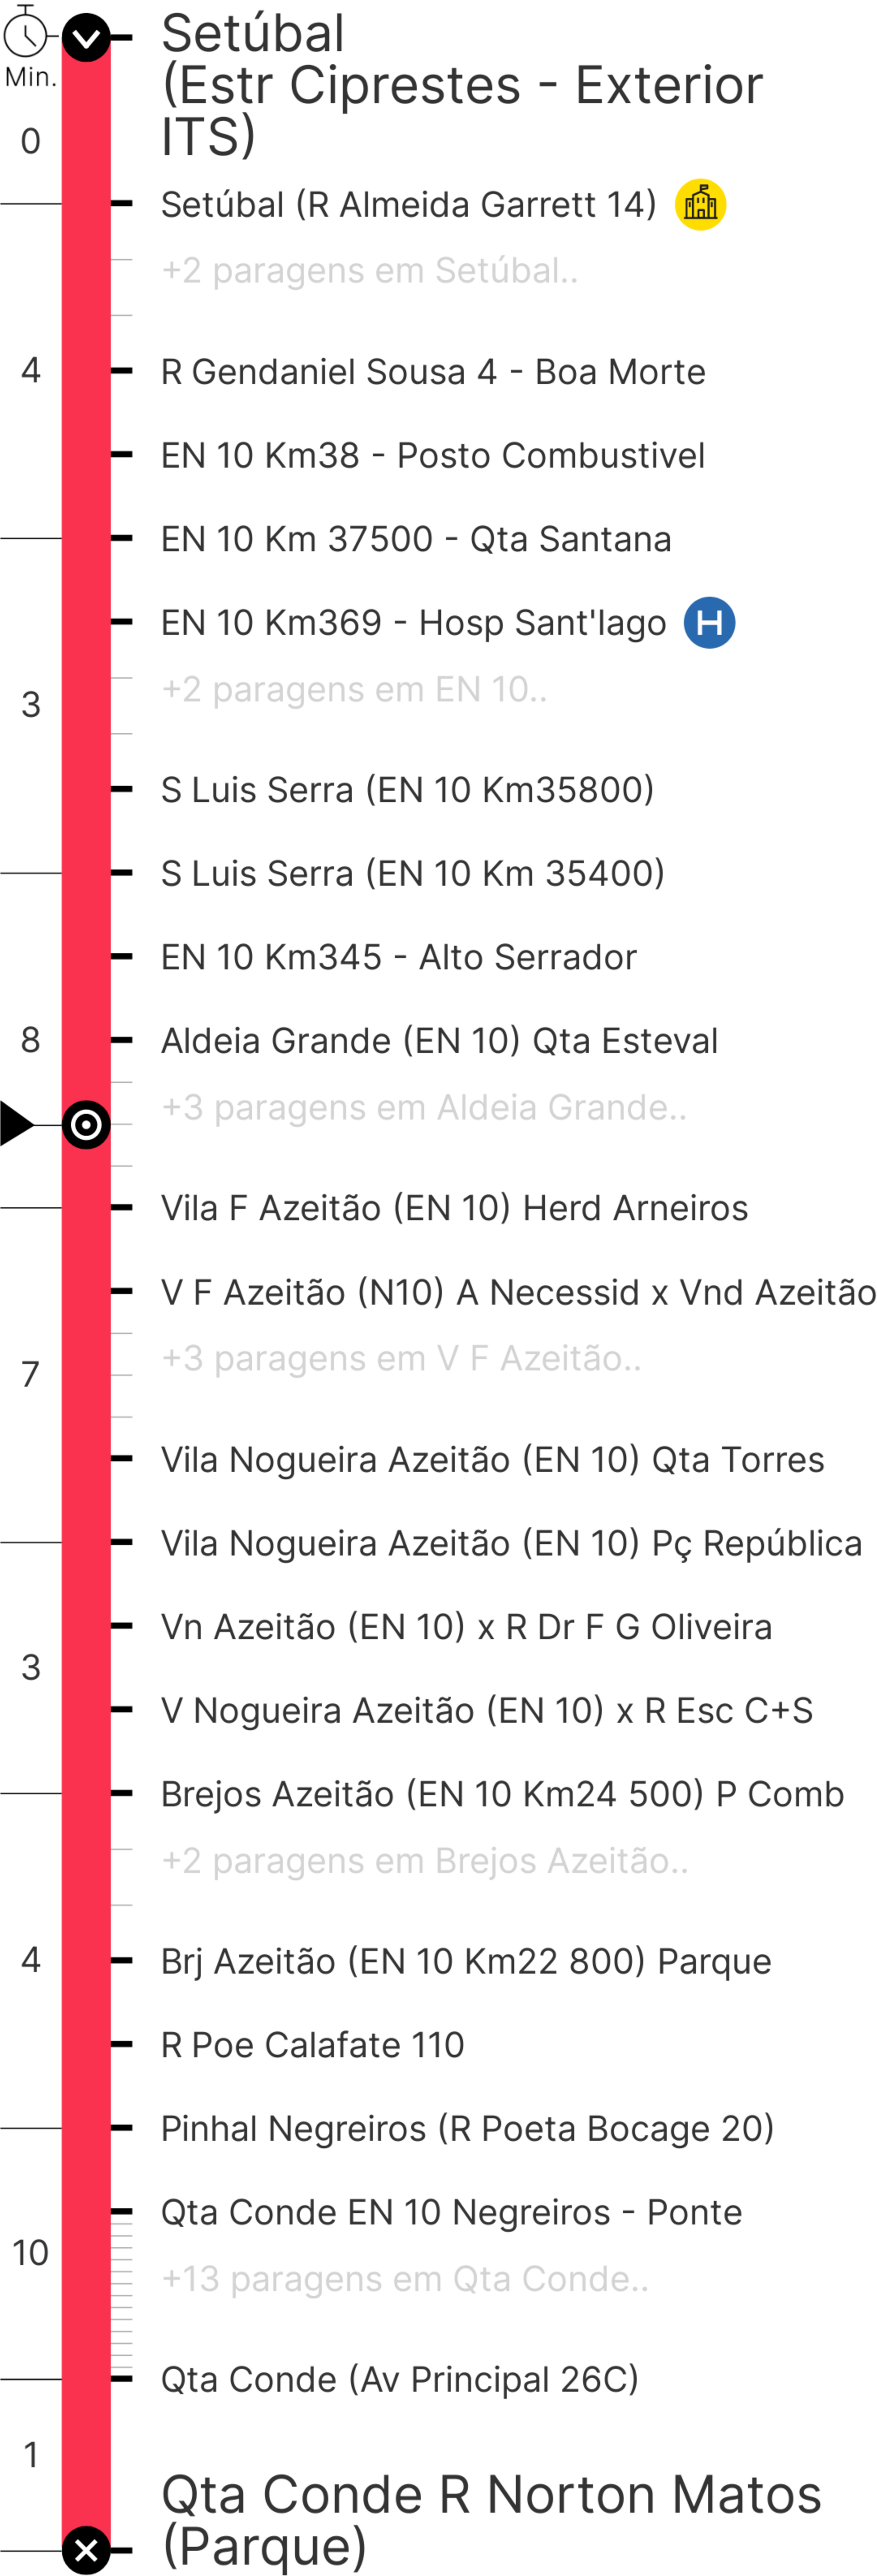 Setúbal
Min.
(Estr Ciprestes - Exterior
ITS)
0
Setúbal (R Almeida Garrett 14)
+2 paragens em Setúbal..
4
R Gendaniel Sousa 4 - Boa Morte
EN 10 Km38 - Posto Combustivel
EN 10 Km 37500 - Qta Santana
EN 10 Km369 - Hosp Sant'Iago H
+2 paragens em EN 10..
3
S Luis Serra (EN 10 Km35800)
S Luis Serra (EN 10 Km 35400)
EN 10 Km345 - Alto Serrador
8
Aldeia Grande (EN 10) Qta Esteval
+3 paragens em Aldeia Grande..
Vila F Azeitão (EN 10) Herd Arneiros
V F Azeitão (N10) A Necessid x Vnd Azeitão
+3 paragens em V F Azeitão..
7
Vila Nogueira Azeitão (EN 10) Qta Torres
Vila Nogueira Azeitão (EN 10) Pç República
Vn Azeitão (EN 10) x R Dr F G Oliveira
3
V Nogueira Azeitão (EN 10) x R Esc C+S
Brejos Azeitão (EN 10 Km24 500) P Comb
+2 paragens em Brejos Azeitão..
4
Brj Azeitão (EN 10 Km22 800) Parque
R Poe Calafate 110
Pinhal Negreiros (R Poeta Bocage 20)
Qta Conde EN 10 Negreiros - Ponte
10
+13 paragens em Qta Conde..
Qta Conde (Av Principal 26C)
1
Qta Conde R Norton Matos
(Parque)